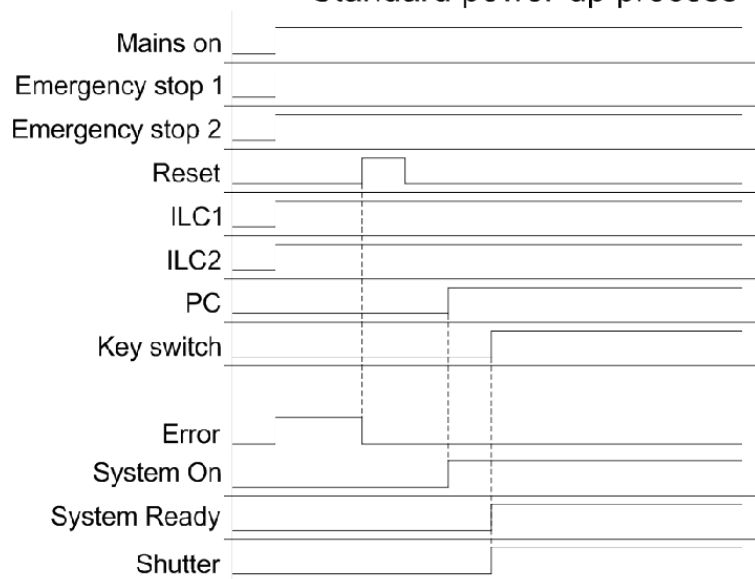 Standard power-up process
Mains on
Emergency stop 1
Emergency stop 2
Reset
ILC1
ILC2
PC
Key switch
Error
System On
System Ready
Shutter